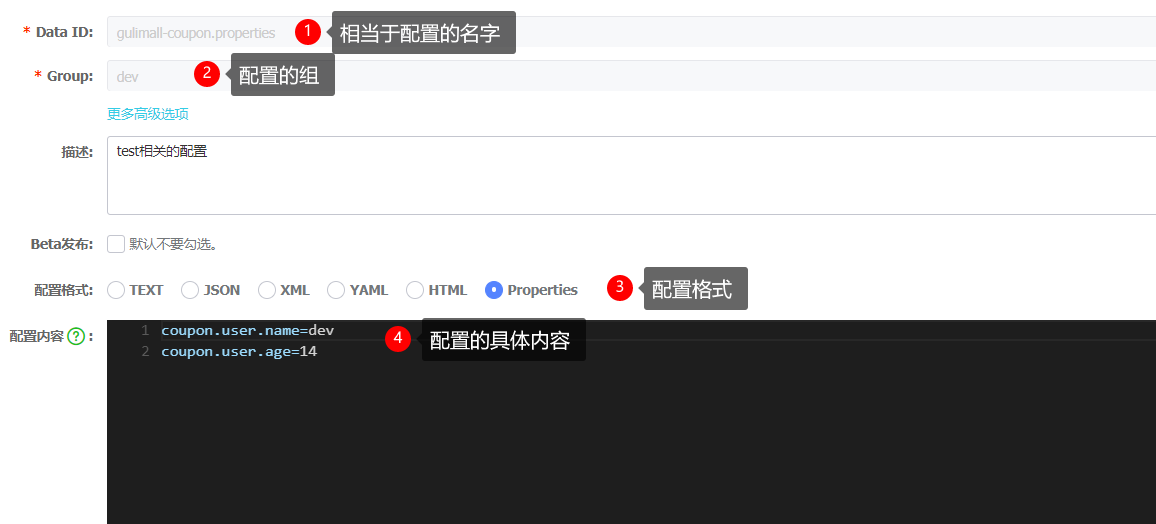 * Data ID: gulimall-coupon.properties 1 相当于配置的名字
* Group: dev 2 配置的组
更多高级选项
描述: test相关的配置
Beta发布: 默认不要勾选。
配置格式: TEXT JSON XML YAML HTML Properties 3 配置格式
配置内容 ? : 1 coupon.user.name=dev 4 配置的具体内容
2 coupon.user.age=14